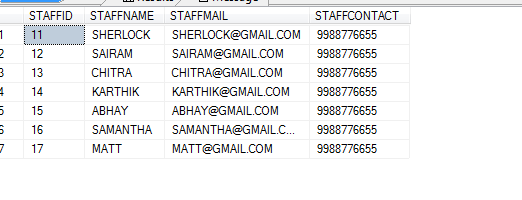 Results Message
STAFFID STAFFNAME STAFFMAIL STAFFCONTACT
1 11 SHERLOCK SHERLOCK@GMAIL.COM 9988776655
2 12 SAIRAM SAIRAM@GMAIL.COM 9988776655
3 13 CHITRA CHITRA@GMAIL.COM 9988776655
4 14 KARTHIK KARTHIK@GMAIL.COM 9988776655
5 15 ABHAY ABHAY@GMAIL.COM 9988776655
6 16 SAMANTHA SAMANTHA@GMAIL.C... 9988776655
7 17 MATT MATT@GMAIL.COM 9988776655